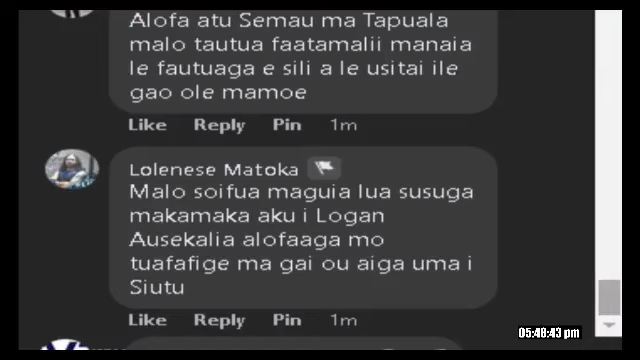 Alofa atu Semau ma Tapuala
malo tautua faatamalii manaia
le fautuaga e sili a le usitai ile
gao ole mamoe
Like Reply Pin 1m
Lolenese Matoka
Malo soifua maguia lua susuga
makamaka aku i Logan
Ausekalia alofaaga mo
tuafafige ma gai ou aiga uma i
Siutu
Like Reply Pin 1m
05:48:43 pm